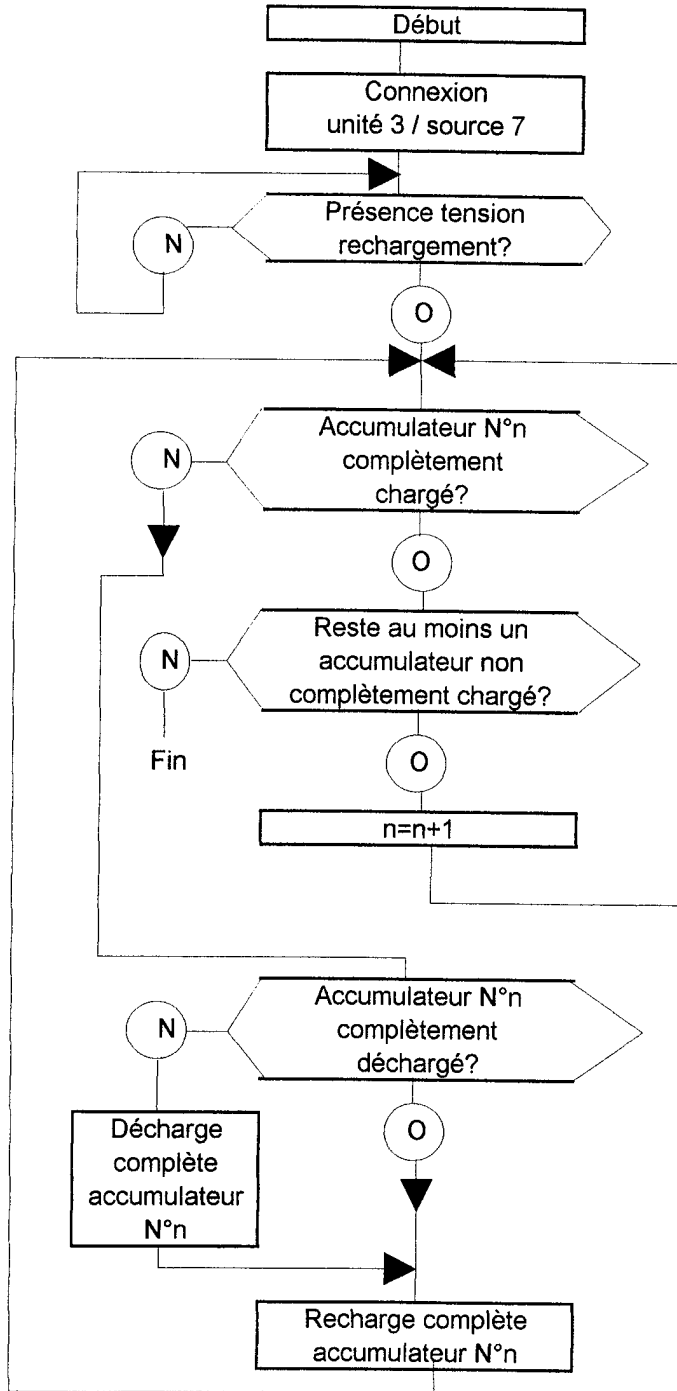 Début
Connexion
unité 3 / source 7
Présence tension
rechargement?
N
O
Accumulateur N°n
complètement
chargé?
N
O
Reste au moins un
accumulateur non
complètement chargé?
N
Fin
O
n=n+1
Accumulateur N°n
complètement
déchargé?
N
O
Décharge
complète
accumulateur
N°n
Recharge complète
accumulateur N°n